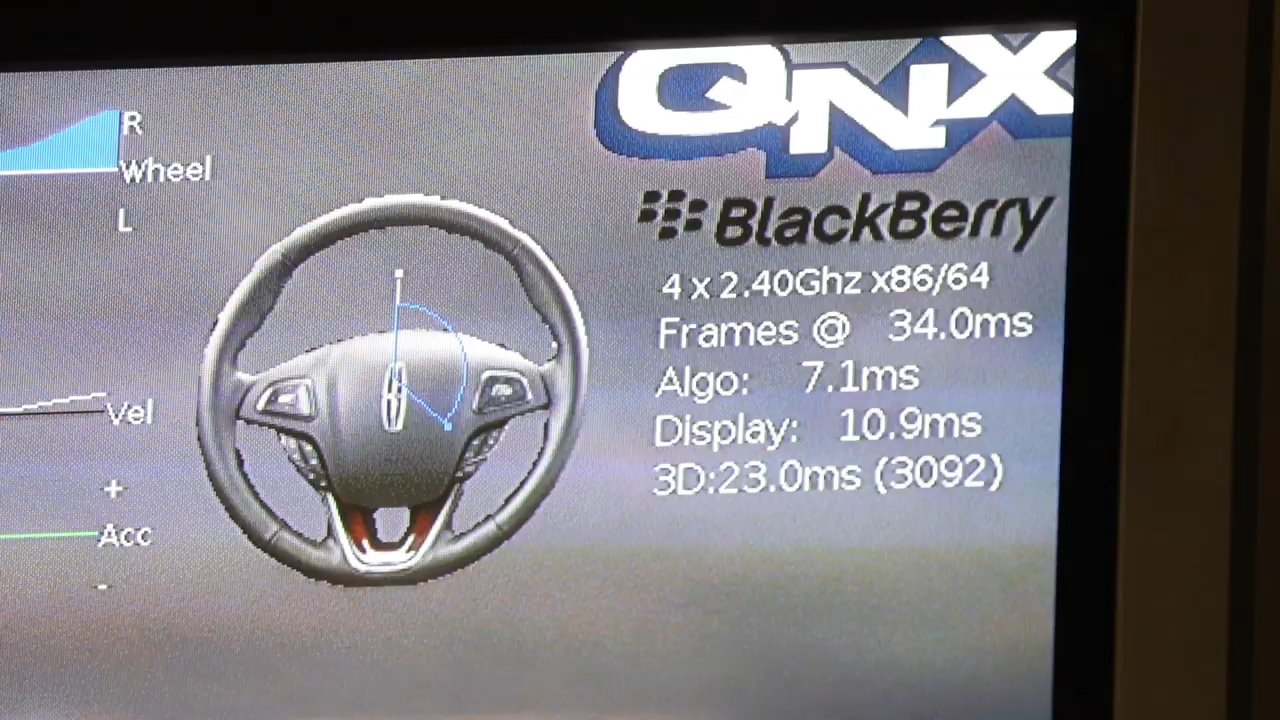 R
Wheel
L
Vel
+
Acc
-
QNX
BlackBerry
4 x 2.40Ghz x86/64
Frames @ 34.0ms
Algo: 7.1ms
Display: 10.9ms
3D:23.0ms (3092)